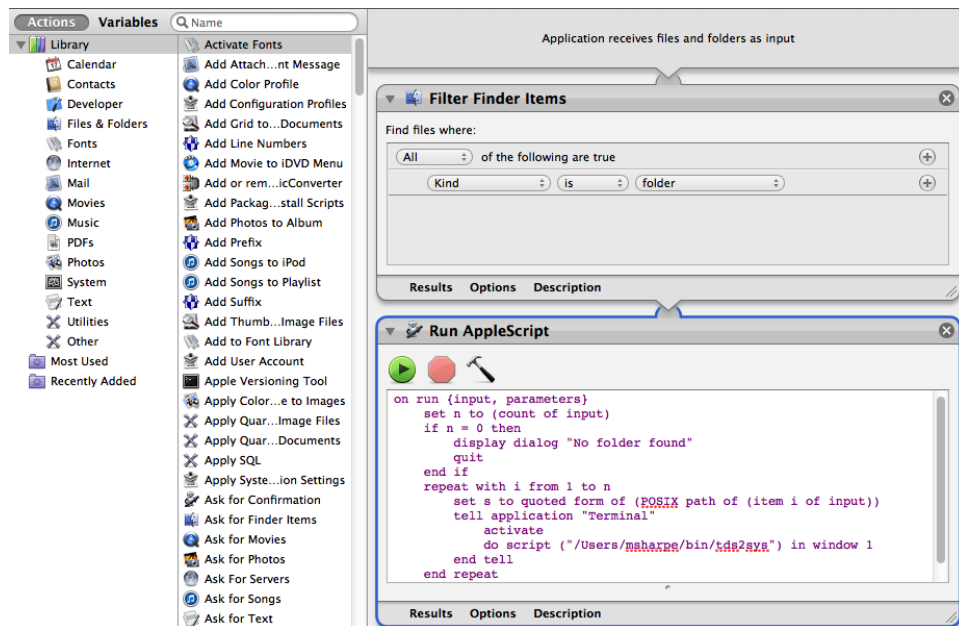 Actions Variables Name
Library
Calendar
Contacts
Developer
Files & Folders
Fonts
Internet
Mail
Movies
Music
PDFs
Photos
System
Text
Utilities
Other
Most Used
Recently Added
Activate Fonts
Add Attach...nt Message
Add Color Profile
Add Configuration Profiles
Add Grid to...Documents
Add Line Numbers
Add Movie to iDVD Menu
Add or rem...icConverter
Add Packag...stall Scripts
Add Photos to Album
Add Prefix
Add Songs to iPod
Add Songs to Playlist
Add Suffix
Add Thumb...Image Files
Add to Font Library
Add User Account
Apple Versioning Tool
Apply Color...e to Images
Apply Quar...Image Files
Apply Quar...Documents
Apply SQL
Apply Syste...ion Settings
Ask for Confirmation
Ask for Finder Items
Ask for Movies
Ask for Photos
Ask For Servers
Ask for Songs
Ask for Text
Application receives files and folders as input
Filter Finder Items
Find files where:
All of the following are true
Kind is folder
Results Options Description
Run AppleScript
on run {input, parameters}
set n to (count of input)
if n = 0 then
display dialog "No folder found"
quit
end if
repeat with i from 1 to n
set s to quoted form of (POSIX path of (item i of input))
tell application "Terminal"
activate
do script ("/Users/msharpe/bin/tds2sys") in window 1
end tell
end repeat
Results Options Description